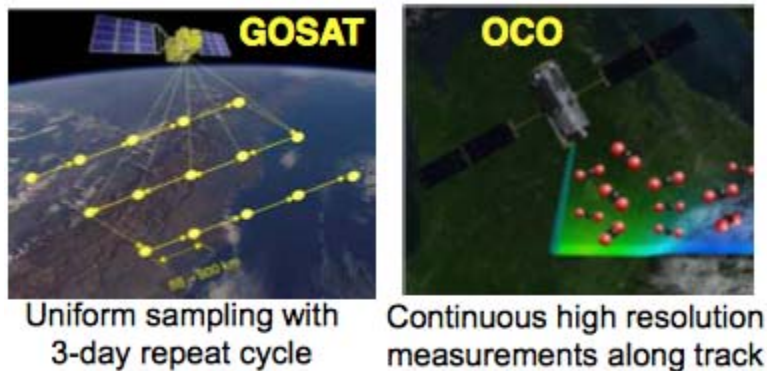 GOSAT
OCO
Uniform sampling with
3-day repeat cycle
Continuous high resolution
measurements along track